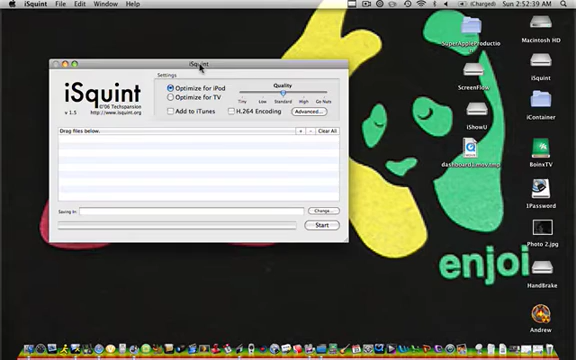 iSquint File Edit Window Help
Sun 2:52:39 AM
iSquint
Settings
iSquint
v 1.5
©'06 Techspansion
http://www.isquint.org
Optimize for iPod
Optimize for TV
Add to iTunes
H.264 Encoding
Quality
Tiny Low Standard High Go Nuts
Advanced...
Drag files below.
+ - Clear All
Saving In:
Change...
Start
Macintosh HD
ScreenFlow
iSquint
iShowU
iContainer
BoinxTV
1Password
Photo 2.jpg
HandBrake
Andrew
enjoi